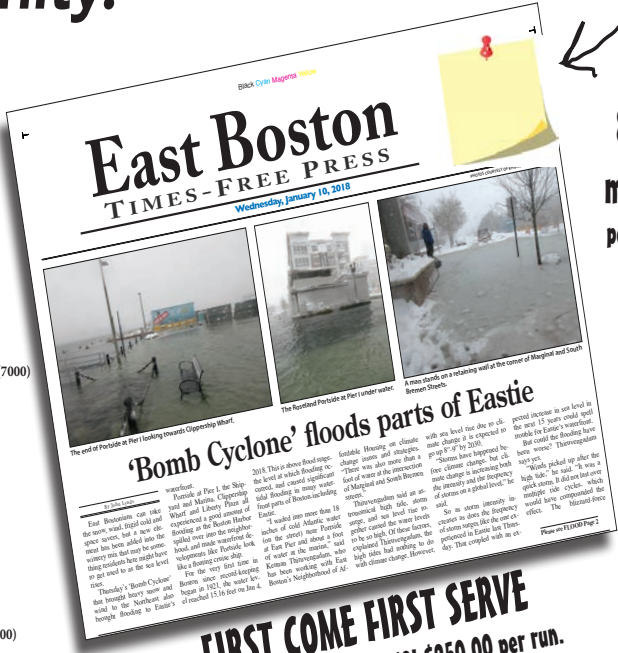 Black Cyan Magenta Yellow
East Boston
TIMES-FREE PRESS
Wednesday, January 10, 2018
7000)
The end of Portside at Pier I looking towards Clippership Wharf.
The Roseland Portside at Pier I under water.
A man stands on a retaining wall at the corner of Marginal and South
Bremen Streets.
'Bomb Cyclone' floods parts of Eastie
By John Lynds
East Bostonians can take
the snow, wind, frigid cold and
space savers, but a new ele-
ment has been added into the
wintery mix that may be some-
thing residents here might have
to get used to as the sea level
rises.
Thursday's 'Bomb Cyclone'
that brought heavy snow and
wind to the Northeast also
brought flooding to Eastie's
waterfront.
Portside at Pier I, the Ship-
yard and Marina, Clippership
Wharf and Liberty Plaza all
experienced a good amount of
flooding as the Boston Harbor
spilled over into the neighbor-
hood, and made waterfront de-
velopments like Portside look
like a floating cruise ship.
For the very first time in
Boston since record-keeping
began in 1921, the water lev-
el reached 15.16 feet on Jan 4,
2018. This is above flood stage,
the level at which flooding oc-
curred, and caused significant
tidal flooding in many water-
front parts of Boston-including
Eastie.
"I waded into more than 18
inches of cold Atlantic water
(on the street) near Portside
at East Pier and about a foot
of water at the marina," said
Kannan Thiruvengadam, who
has been working with East
Boston's Neighborhood of Af-
fordable Housing on climate
change issues and strategies.
"There was also more than a
foot of water at the intersection
of Marginal and South Bremen
streets."
Thiruvengadam said an as-
tronomical high tide, storm
surge, and sea level rise to-
gether caused the water levels
to be so high. Of these factors,
explained Thiruvengadam, the
high tides had nothing to do
with climate change. However,
with sea level rise due to cli-
mate change it is expected to
go up 8"-9" by 2030.
"Storms have happened be-
fore climate change, but cli-
mate change is increasing both
the intensity and the frequency
of storms on a global level," he
said.
So as storm intensity in-
creases as does the frequency
of storm surges, like the one ex-
perienced in Eastie last Thurs-
day. That coupled with an ex-
pected increase in sea level in
the next 15 years could spell
trouble for Eastie's waterfront.
But could the flooding have
been worse? Thiruvengadam
says yes.
"Winds picked up after the
high tide," he said. "It was a
quick storm. It did not last over
multiple tide cycles, which
would have compounded the
effect. The blizzard-force
Please see FLOOD Page 2
00)
FIRST COME FIRST SERVE
$250.00 per run.